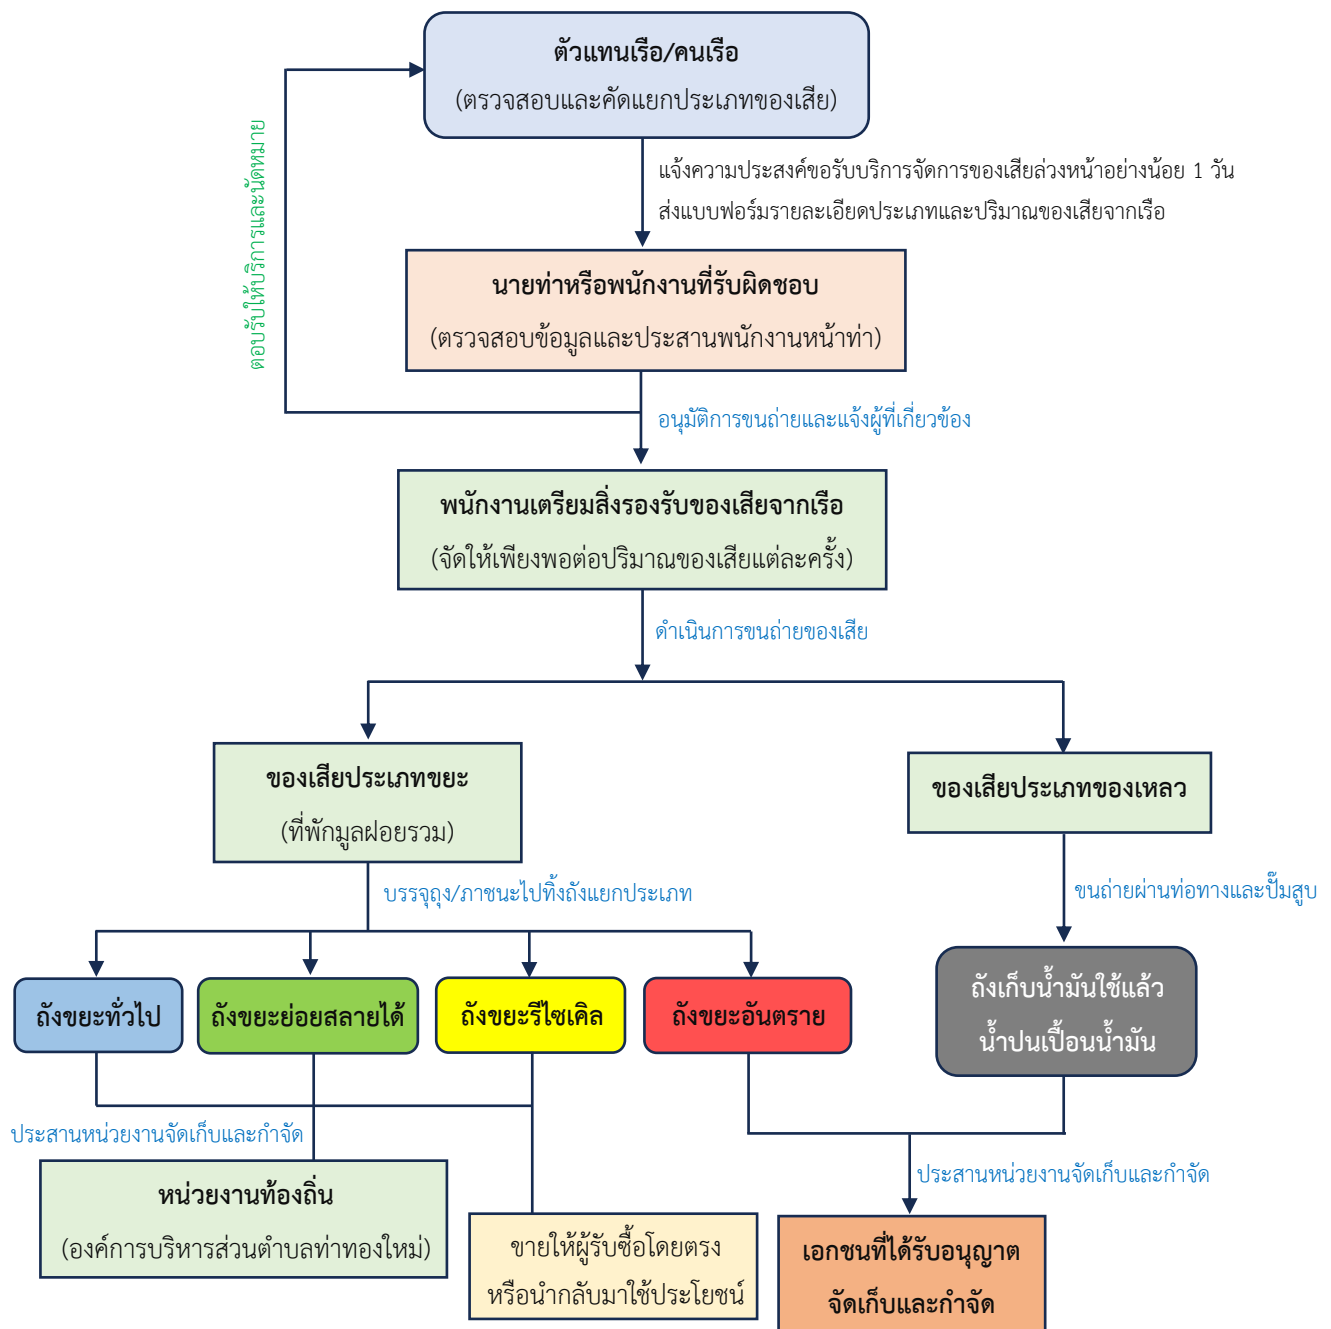 ตัวแทนเรือ/คนเรือ
(ตรวจสอบและคัดแยกประเภทของเสีย)
แจ้งความประสงค์ขอรับบริการจัดการของเสียล่วงหน้าอย่างน้อย 1 วัน
ส่งแบบฟอร์มรายละเอียดประเภทและปริมาณของเสียจากเรือ
ตอบรับให้บริการและนัดหมาย
นายท่าหรือพนักงานที่รับผิดชอบ
(ตรวจสอบข้อมูลและประสานพนักงานหน้าท่า)
อนุมัติการขนถ่ายและแจ้งผู้ที่เกี่ยวข้อง
พนักงานเตรียมสิ่งรองรับของเสียจากเรือ
(จัดให้เพียงพอต่อปริมาณของเสียแต่ละครั้ง)
ดำเนินการขนถ่ายของเสีย
ของเสียประเภทขยะ
(ที่พักมูลฝอยรวม)
ของเสียประเภทของเหลว
บรรจุถุง/ภาชนะไปทิ้งถังแยกประเภท
ขนถ่ายผ่านท่อทางและปั๊มสูบ
ถังขยะทั่วไป
ถังขยะย่อยสลายได้
ถังขยะรีไซเคิล
ถังขยะอันตราย
ถังเก็บน้ำมันใช้แล้ว
น้ำปนเปื้อนน้ำมัน
ประสานหน่วยงานจัดเก็บและกำจัด
ประสานหน่วยงานจัดเก็บและกำจัด
หน่วยงานท้องถิ่น
(องค์การบริหารส่วนตำบลท่าทองใหม่)
ขายให้ผู้รับซื้อโดยตรง
หรือนำกลับมาใช้ประโยชน์
เอกชนที่ได้รับอนุญาต
จัดเก็บและกำจัด